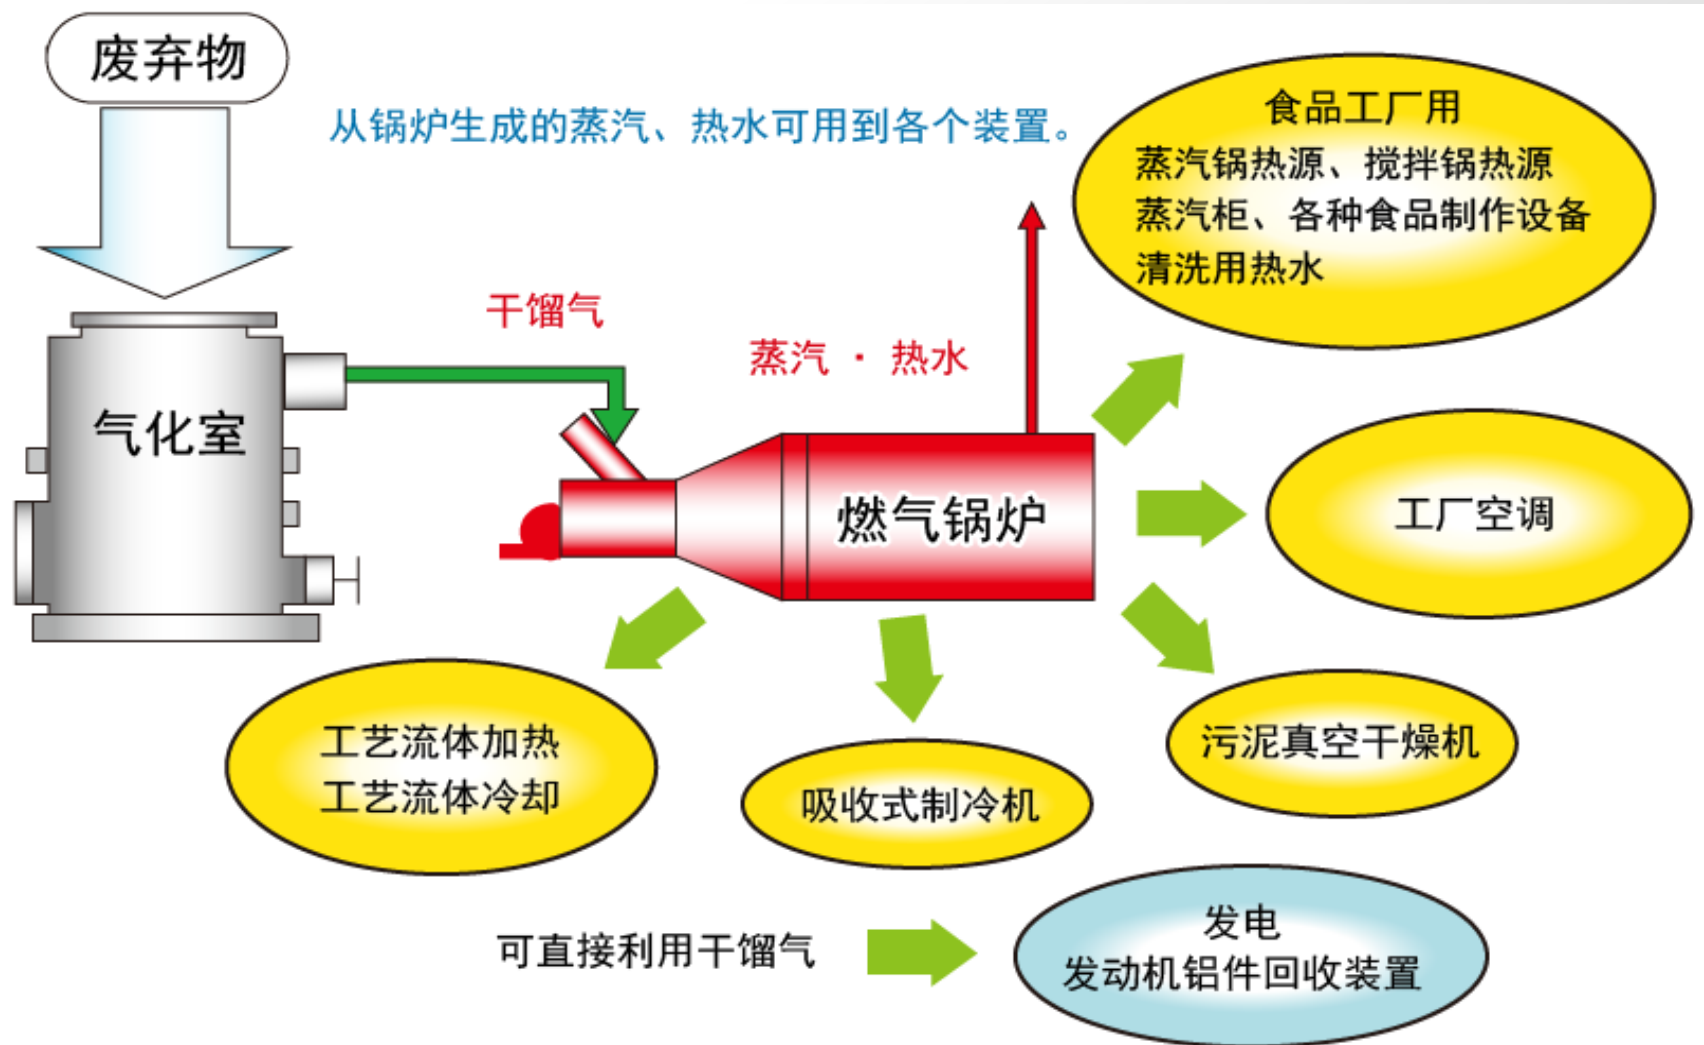 废弃物
从锅炉生成的蒸汽、热水可用到各个装置。
食品工厂用
蒸汽锅热源、搅拌锅热源
蒸汽柜、各种食品制作设备
清洗用热水
干馏气
蒸汽 · 热水
气化室
燃气锅炉
工厂空调
工艺流体加热
工艺流体冷却
吸收式制冷机
污泥真空干燥机
可直接利用干馏气
发电
发动机铝件回收装置